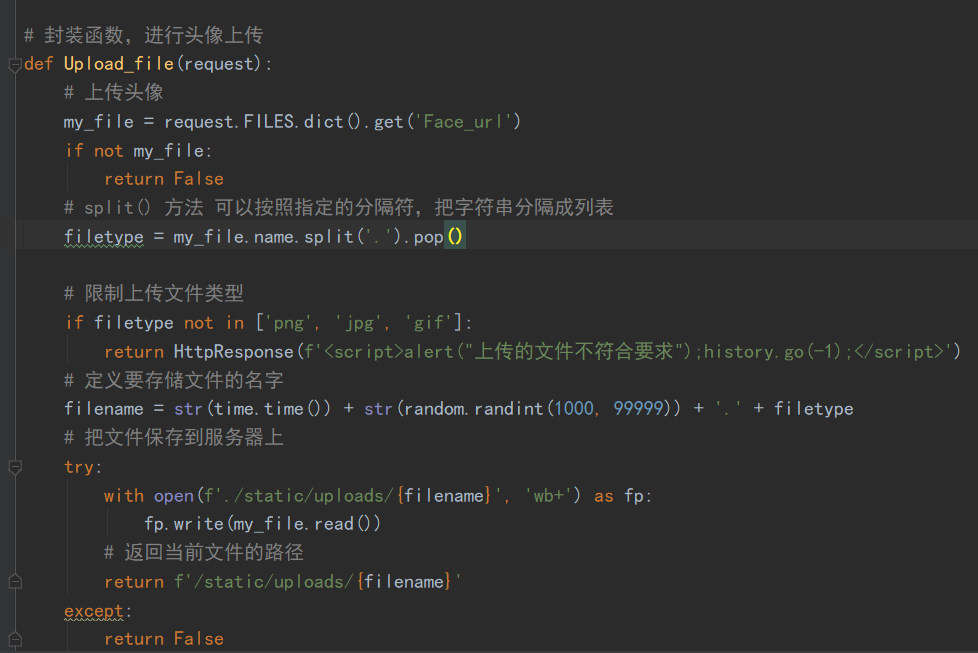 # 封装函数，进行头像上传
def Upload_file(request):
    # 上传头像
    my_file = request.FILES.dict().get('Face_url')
    if not my_file:
        return False
    # split() 方法 可以按照指定的分隔符，把字符串分隔成列表
    filetype = my_file.name.split('.').pop()

    # 限制上传文件类型
    if filetype not in ['png', 'jpg', 'gif']:
        return HttpResponse(f'<script>alert("上传的文件不符合要求");history.go(-1);</script>')
    # 定义要存储文件的名字
    filename = str(time.time()) + str(random.randint(1000, 99999)) + '.' + filetype
    # 把文件保存到服务器上
    try:
        with open(f'./static/uploads/{filename}', 'wb+') as fp:
            fp.write(my_file.read())
        # 返回当前文件的路径
        return f'/static/uploads/{filename}'
    except:
        return False